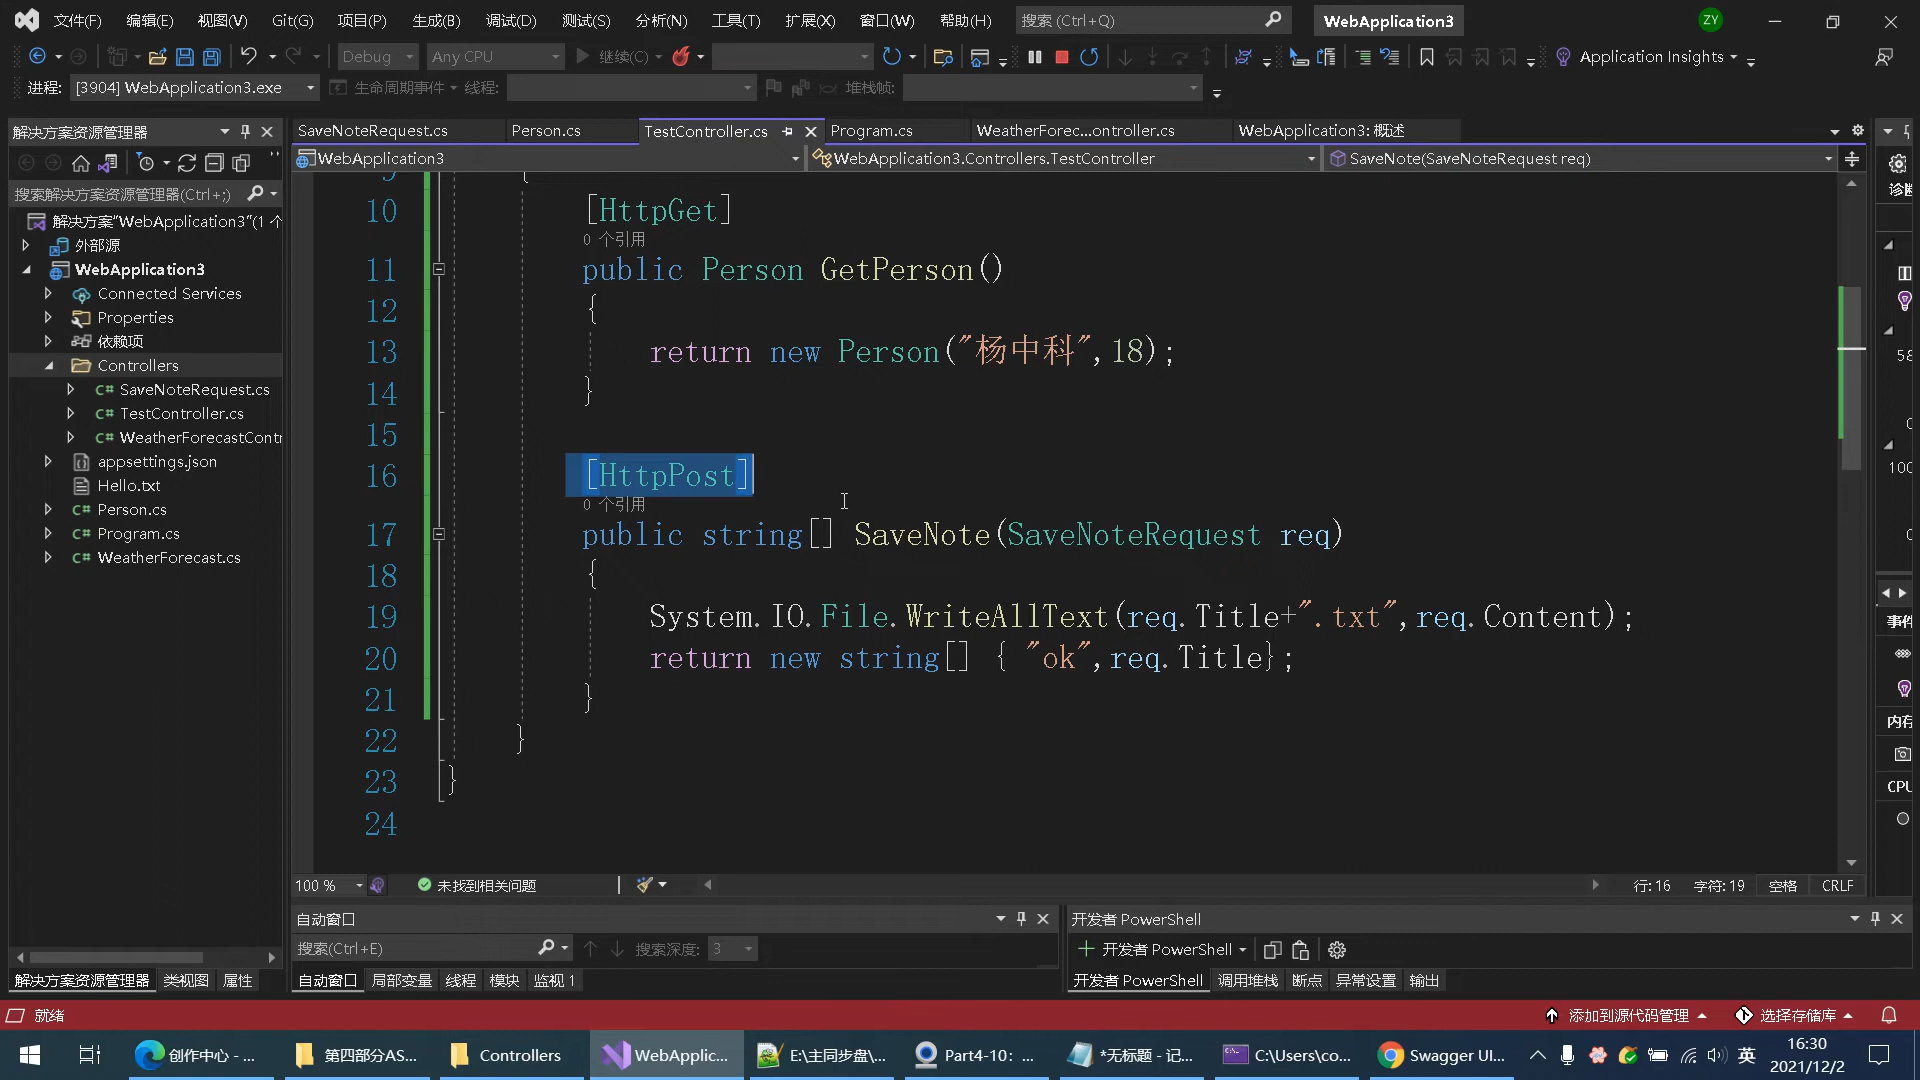 文件(F) 编辑(E) 视图(V) Git(G) 项目(P) 生成(B) 调试(D) 测试(S) 分析(N) 工具(T) 扩展(X) 窗口(W) 帮助(H) 搜索 (Ctrl+Q) WebApplication3 ZY
Debug Any CPU 继续(C) Application Insights
进程: [3904] WebApplication3.exe 生命周期事件 线程: 堆栈帧:
解决方案资源管理器
搜索解决方案资源管理器(Ctrl+;)
解决方案"WebApplication3"(1 个
外部源
WebApplication3
Connected Services
Properties
依赖项
Controllers
C# SaveNoteRequest.cs
C# TestController.cs
C# WeatherForecastContr
appsettings.json
Hello.txt
C# Person.cs
C# Program.cs
C# WeatherForecast.cs
解决方案资源管理器 类视图 属性
SaveNoteRequest.cs Person.cs TestController.cs Program.cs WeatherForec...ontroller.cs WebApplication3: 概述
WebApplication3 WebApplication3.Controllers.TestController SaveNote(SaveNoteRequest req)
10 [HttpGet]
0 个引用
11 public Person GetPerson()
12 {
13 return new Person("杨中科",18);
14 }
15
16 [HttpPost]
0 个引用
17 public string[] SaveNote(SaveNoteRequest req)
18 {
19 System.IO.File.WriteAllText(req.Title+".txt",req.Content);
20 return new string[] { "ok",req.Title};
21 }
22 }
23 }
24
100 % 未找到相关问题 行: 16 字符: 19 空格 CRLF
诊断
事件
内存
CPU
自动窗口
搜索(Ctrl+E) 搜索深度: 3
自动窗口 局部变量 线程 模块 监视 1
开发者 PowerShell
开发者 PowerShell
开发者 PowerShell 调用堆栈 断点 异常设置 输出
就绪 添加到源代码管理 选择存储库
创作中心 - ... 第四部分AS... Controllers WebApplic... E:\主同步盘\... Part4-10: ... *无标题 - 记... C:\Users\co... Swagger UI... 英 16:30
2021/12/2